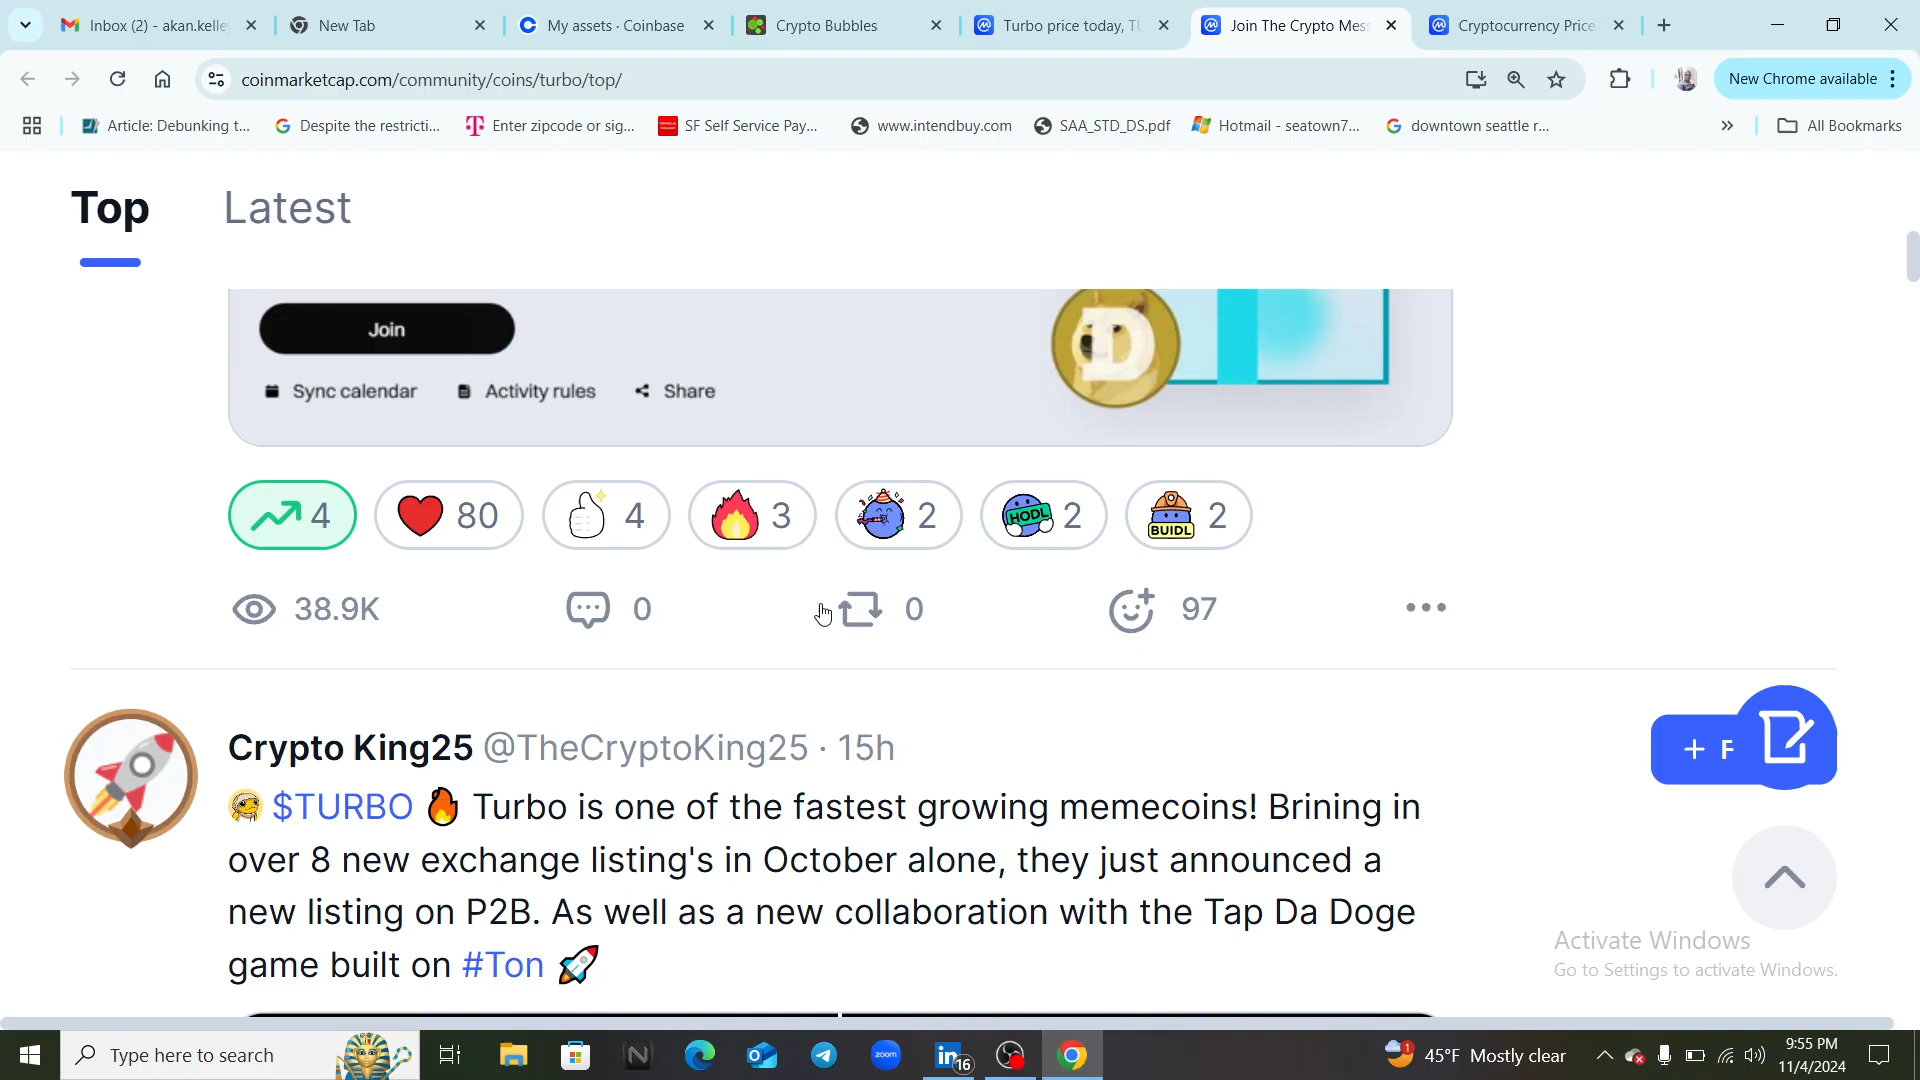 Inbox (2) - akan.kelle
New Tab
My assets · Coinbase
Crypto Bubbles
Turbo price today, TU
Join The Crypto Mes
Cryptocurrency Price
coinmarketcap.com/community/coins/turbo/top/
New Chrome available
Article: Debunking t...
Despite the restricti...
Enter zipcode or sig...
SF Self Service Pay...
www.intendbuy.com
SAA_STD_DS.pdf
Hotmail - seatown7...
downtown seattle r...
All Bookmarks
Top
Latest
Join
Sync calendar
Activity rules
Share
D
4
80
4
3
2
HODL
2
BUIDL
2
38.9K
0
0
97
Crypto King25 @TheCryptoKing25 · 15h
+ F
$TURBO Turbo is one of the fastest growing memecoins! Brining in
over 8 new exchange listing's in October alone, they just announced a
new listing on P2B. As well as a new collaboration with the Tap Da Doge
game built on #Ton
Activate Windows
Go to Settings to activate Windows.
Type here to search
N
zoom
in
16
1
45°F Mostly clear
9:55 PM
11/4/2024